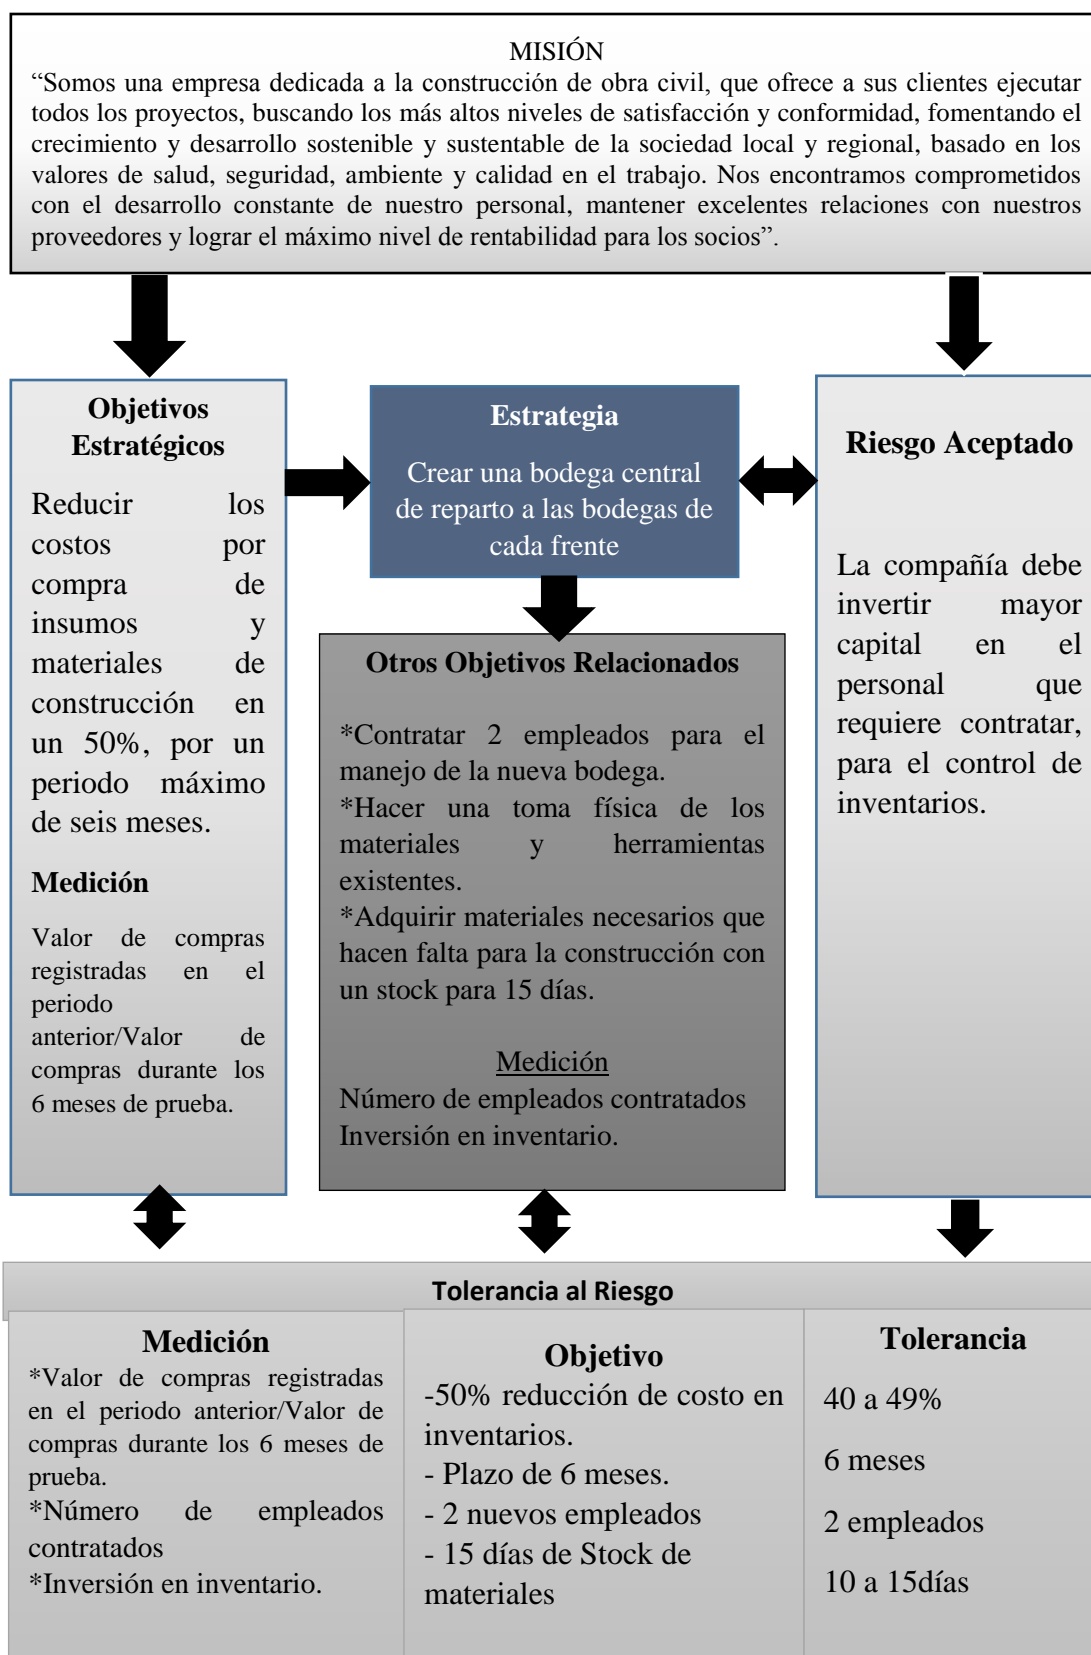 MISIÓN
“Somos una empresa dedicada a la construcción de obra civil, que ofrece a sus clientes ejecutar
todos los proyectos, buscando los más altos niveles de satisfacción y conformidad, fomentando el
crecimiento y desarrollo sostenible y sustentable de la sociedad local y regional, basado en los
valores de salud, seguridad, ambiente y calidad en el trabajo. Nos encontramos comprometidos
con el desarrollo constante de nuestro personal, mantener excelentes relaciones con nuestros
proveedores y lograr el máximo nivel de rentabilidad para los socios”.
Objetivos
Estratégicos
Reducir los
costos por
compra de
insumos y
materiales de
construcción en
un 50%, por un
periodo máximo
de seis meses.
Medición
Valor de compras
registradas en el
periodo
anterior/Valor de
compras durante los
6 meses de prueba.
Estrategia
Crear una bodega central
de reparto a las bodegas de
cada frente
Otros Objetivos Relacionados
*Contratar 2 empleados para el
manejo de la nueva bodega.
*Hacer una toma física de los
materiales y herramientas
existentes.
*Adquirir materiales necesarios que
hacen falta para la construcción con
un stock para 15 días.
Medición
Número de empleados contratados
Inversión en inventario.
Riesgo Aceptado
La compañía debe
invertir mayor
capital en el
personal que
requiere contratar,
para el control de
inventarios.
Tolerancia al Riesgo
Medición
*Valor de compras registradas
en el periodo anterior/Valor de
compras durante los 6 meses de
prueba.
*Número de empleados
contratados
*Inversión en inventario.
Objetivo
-50% reducción de costo en
inventarios.
- Plazo de 6 meses.
- 2 nuevos empleados
- 15 días de Stock de
materiales
Tolerancia
40 a 49%
6 meses
2 empleados
10 a 15días